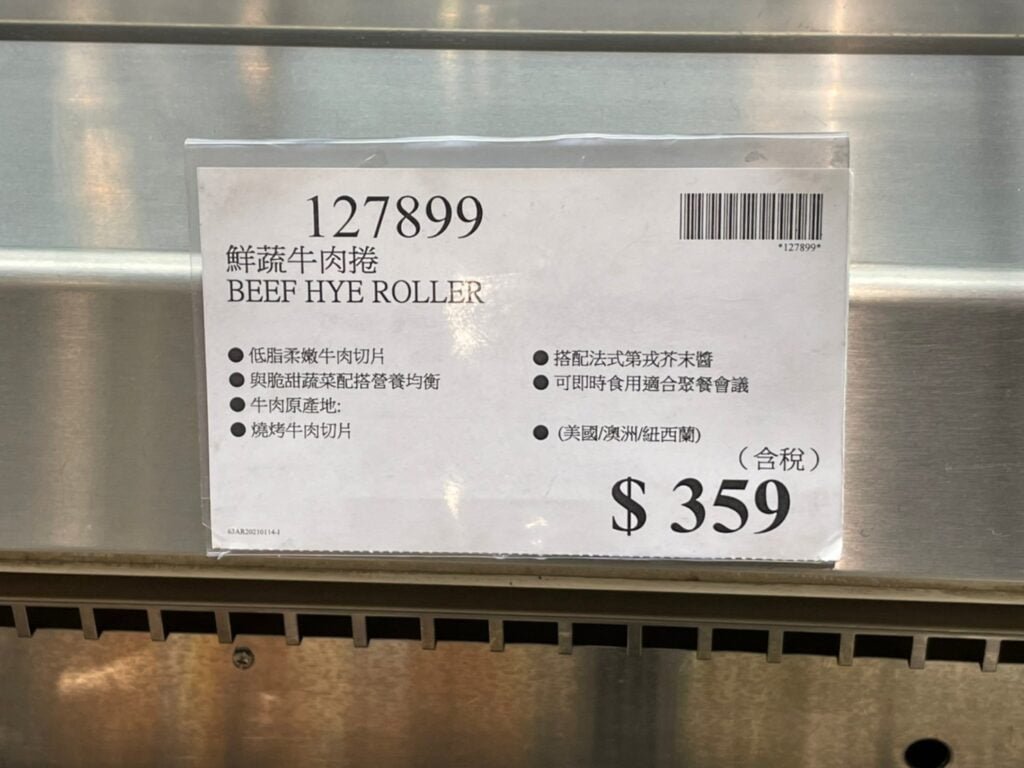 127899
*127899*
鮮蔬牛肉捲
BEEF HYE ROLLER
●低脂柔嫩牛肉切片
●與脆甜蔬菜配搭營養均衡
●牛肉原產地:
●燒烤牛肉切片
●搭配法式第戎芥末醬
●可即時食用適合聚餐會議
●(美國/澳洲/紐西蘭)
(含稅)
$ 359
63AR20210114-J